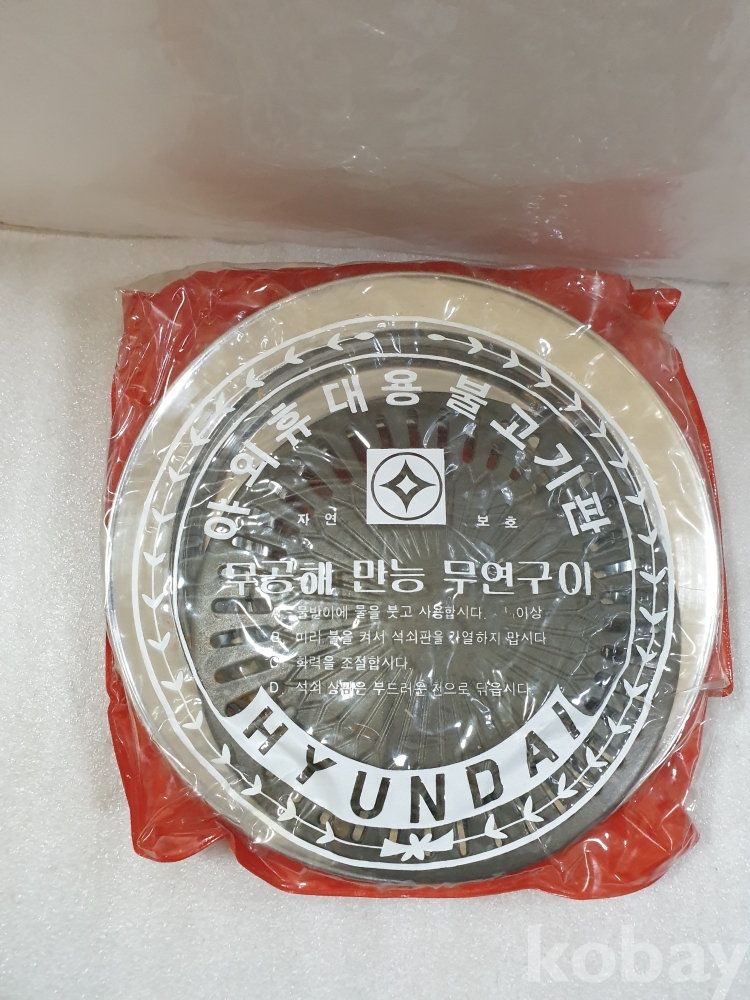 야외휴대용 불고기판
자연 보호
무공해 만능 무연구이
A. 물받이에 물을 붓고 사용합시다. 이상
B. 미리 불을 켜서 석쇠판을 가열하지 맙시다
C. 화력을 조절합시다.
D. 석쇠 상판은 부드러운 천으로 닦읍시다.
HYUNDAI
kobay